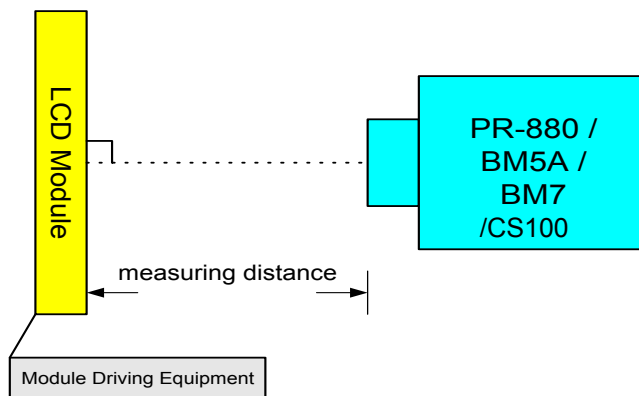 LCD Module
PR-880 /
BM5A /
BM7
/CS100
measuring distance
Module Driving Equipment